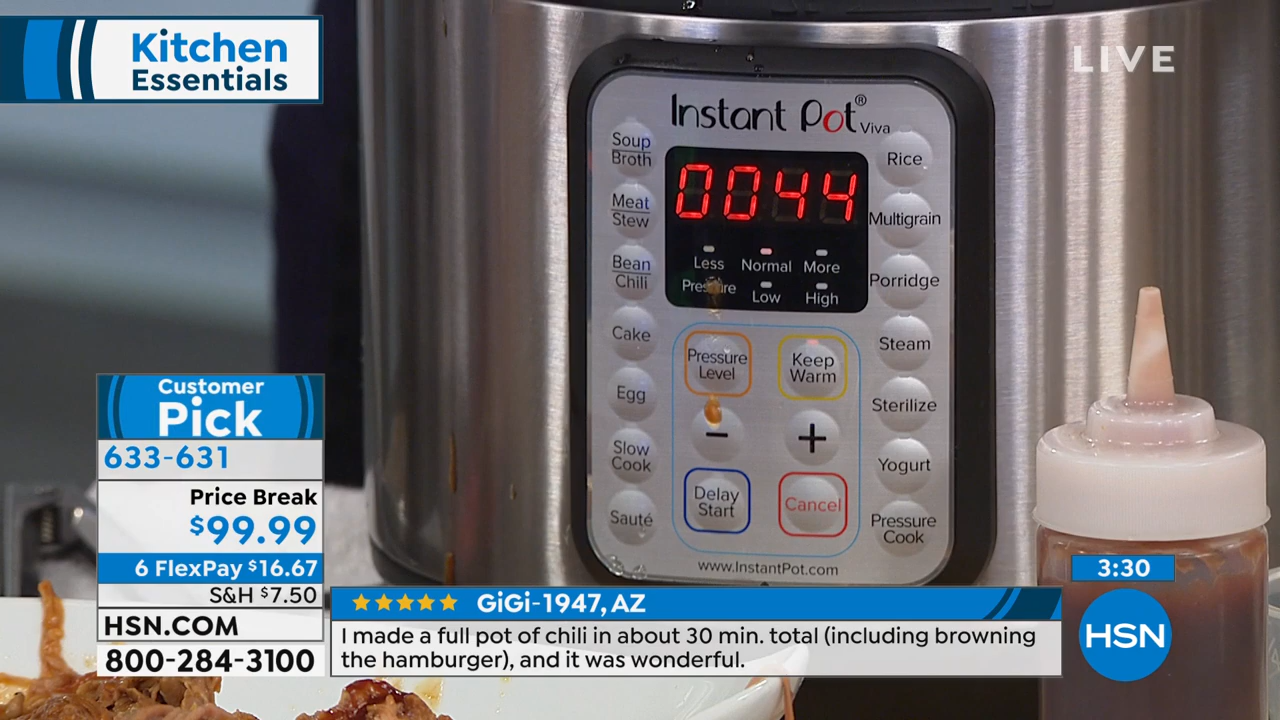 Kitchen
Essentials
LIVE
Instant Pot® Viva
Soup
Broth
Meat
Stew
Bean
Chili
Cake
Egg
Slow
Cook
Sauté
0044
Less Normal More
Pressure Low High
Pressure
Level
Keep
Warm
− +
Delay
Start
Cancel
Rice
Multigrain
Porridge
Steam
Sterilize
Yogurt
Pressure
Cook
www.InstantPot.com
Customer
Pick
633-631
Price Break
$99.99
6 FlexPay $16.67
S&H $7.50
HSN.COM
800-284-3100
★★★★★ GiGi-1947, AZ
I made a full pot of chili in about 30 min. total (including browning
the hamburger), and it was wonderful.
3:30
HSN